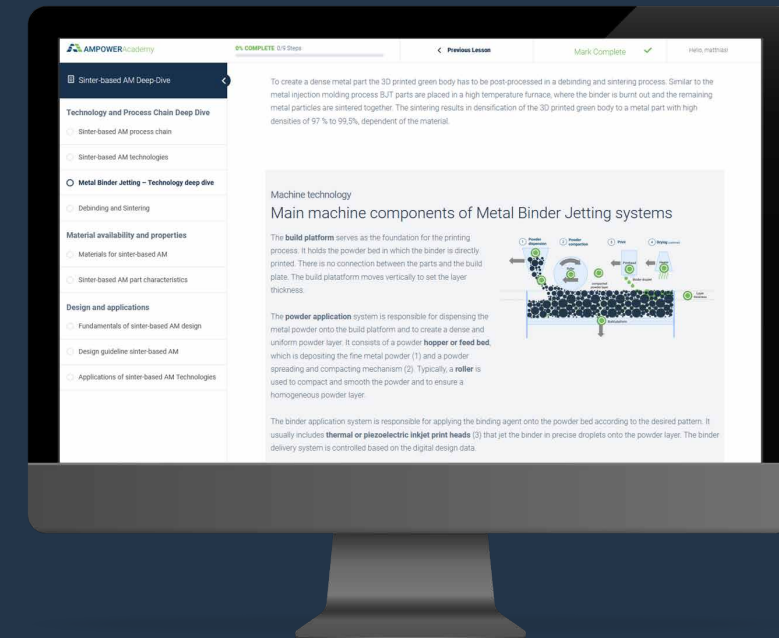 AMPOWERAcademy
0% COMPLETE 0/9 Steps
Previous Lesson
Mark Complete
Hello, matthias!
Sinter-based AM Deep-Dive
Technology and Process Chain Deep Dive
Sinter-based AM process chain
Sinter-based AM technologies
Metal Binder Jetting – Technology deep dive
Debinding and Sintering
Material availability and properties
Materials for sinter-based AM
Sinter-based AM part characteristics
Design and applications
Fundamentals of sinter-based AM design
Design guideline sinter-based AM
Applications of sinter-based AM Technologies
To create a dense metal part the 3D printed green body has to be post-processed in a debinding and sintering process. Similar to the
metal injection molding process BJT parts are placed in a high temperature furnace, where the binder is burnt out and the remaining
metal particles are sintered together. The sintering results in densification of the 3D printed green body to a metal part with high
densities of 97 % to 99,5%, dependent of the material.
Machine technology
Main machine components of Metal Binder Jetting systems
The build platform serves as the foundation for the printing
process. It holds the powder bed in which the binder is directly
printed. There is no connection between the parts and the build
plate. The build platatform moves vertically to set the layer
thickness.
The powder application system is responsible for dispensing the
metal powder onto the build platform and to create a dense and
uniform powder layer. It consists of a powder hopper or feed bed,
which is depositing the fine metal powder (1) and a powder
spreading and compacting mechanism (2). Typically, a roller is
used to compact and smooth the powder and to ensure a
homogeneous powder layer.
1 Powder
dispension
2 Powder
compaction
3 Print
4 Drying
Roller
Printhead
compacted
powder layer
Layer
thickness
Build platform
The binder application system is responsible for applying the binding agent onto the powder bed according to the desired pattern. It
usually includes thermal or piezoelectric inkjet print heads (3) that jet the binder in precise droplets onto the powder layer. The binder
delivery system is controlled based on the digital design data.